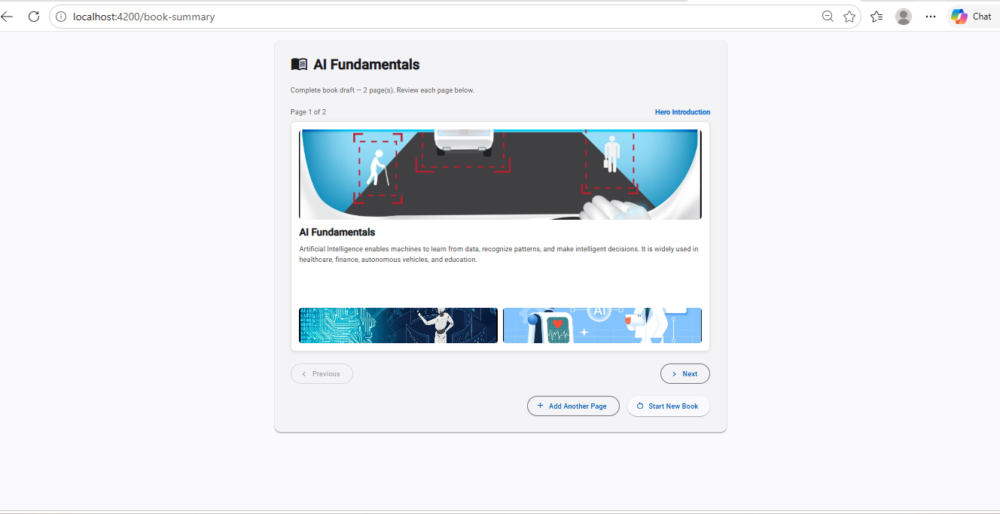 localhost:4200/book-summary
Chat
AI Fundamentals
Complete book draft — 2 page(s). Review each page below.
Page 1 of 2
Hero Introduction
AI Fundamentals
Artificial Intelligence enables machines to learn from data, recognize patterns, and make intelligent decisions. It is widely used in
healthcare, finance, autonomous vehicles, and education.
AI
Previous
Next
Add Another Page
Start New Book